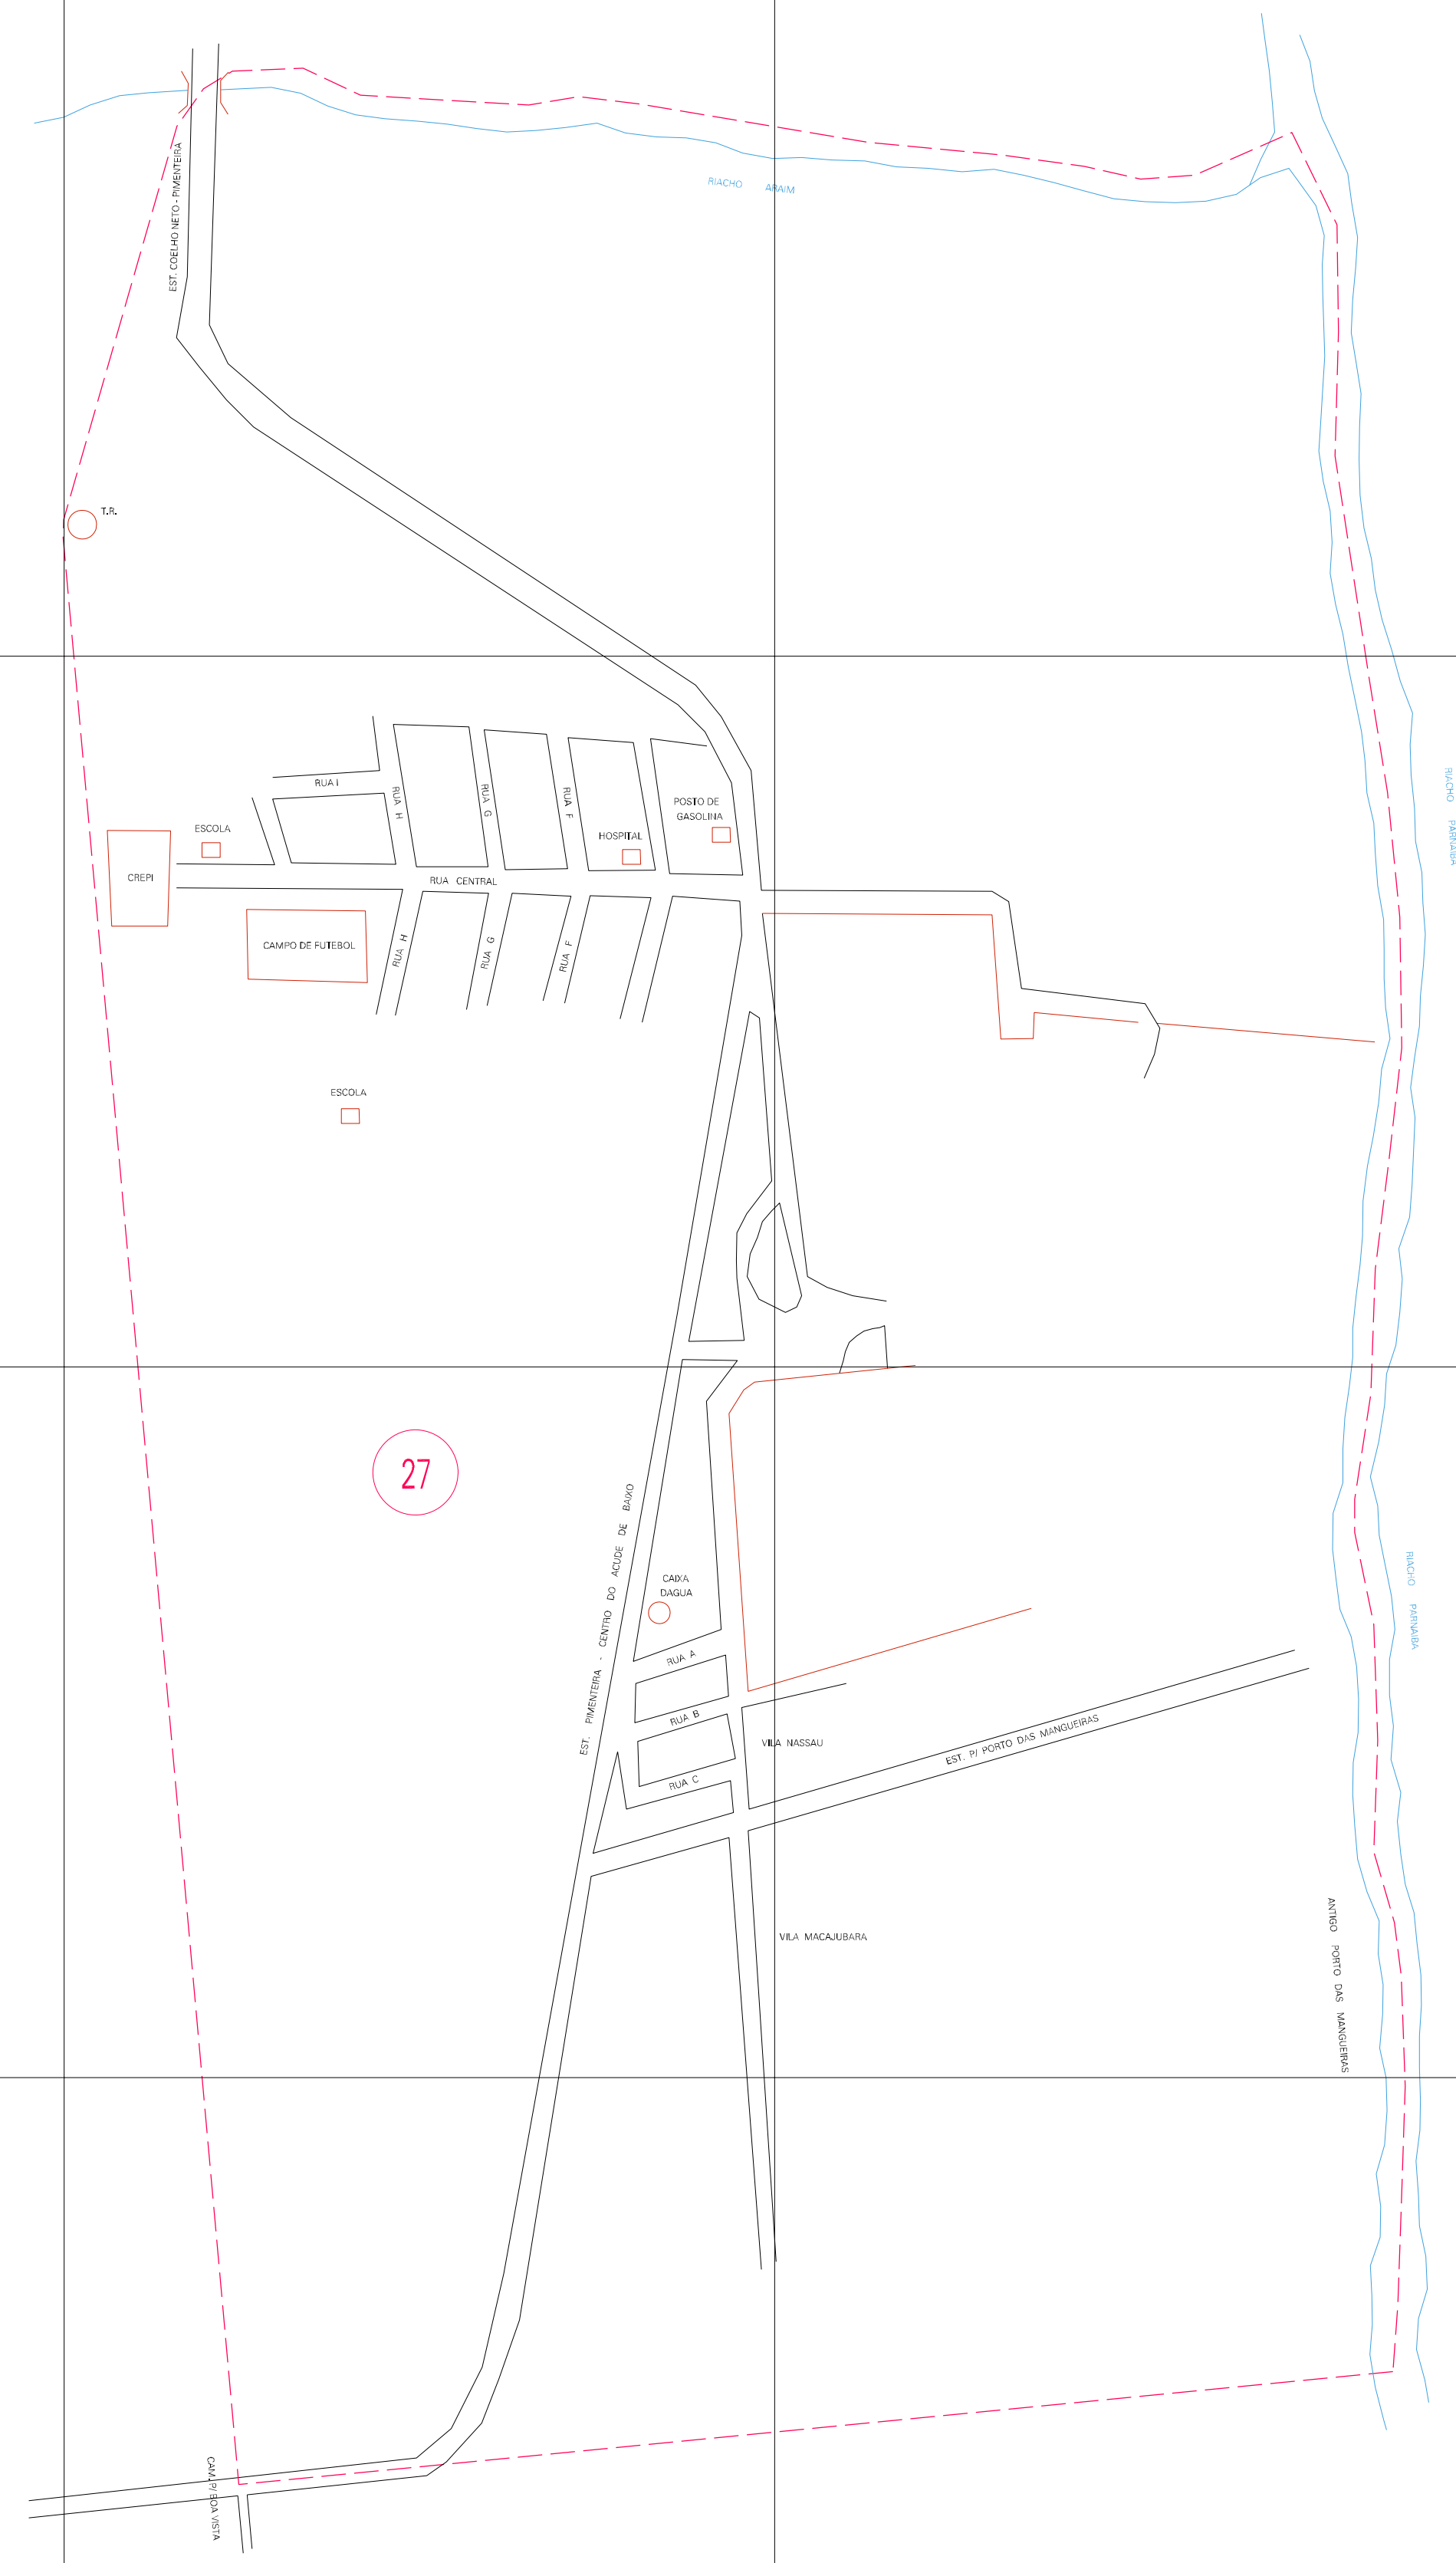 EST. COELHO NETO - PIMENTEIRA
RIACHO ARAIM
T.R.
RUA I
RUA H
RUA G
RUA F
POSTO DE
GASOLINA
HOSPITAL
ESCOLA
CREPI
RUA CENTRAL
CAMPO DE FUTEBOL
RUA H
RUA G
RUA F
RIACHO PARNAIBA
ESCOLA
27
EST. PIMENTEIRA - CENTRO DO ACUDE DE BAIXO
CAIXA
DAGUA
RUA A
RUA B
RUA C
VILA NASSAU
EST. P/ PORTO DAS MANGUEIRAS
RIACHO PARNAIBA
VILA MACAJUBARA
ANTIGO PORTO DAS MANGUEIRAS
CAM. P/ BOA VISTA